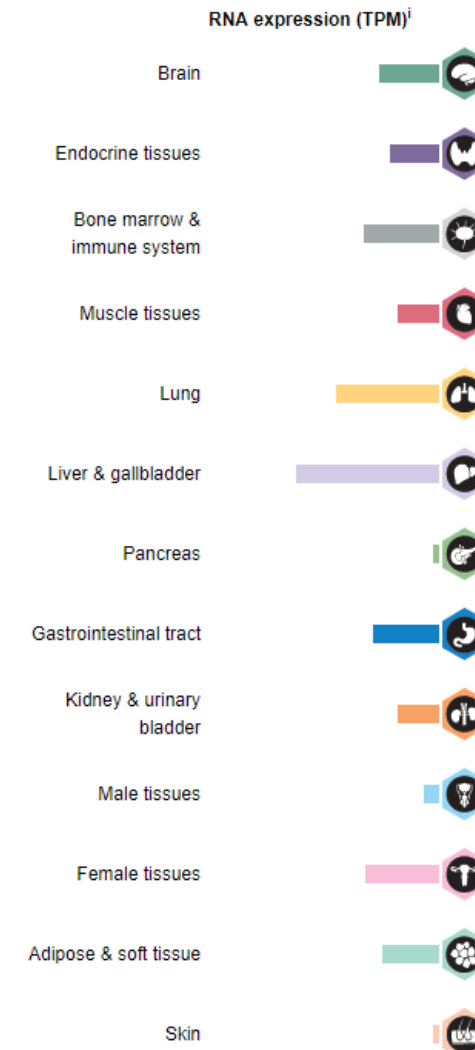 RNA expression (TPM)i
Brain
Endocrine tissues
Bone marrow &
immune system
Muscle tissues
Lung
Liver & gallbladder
Pancreas
Gastrointestinal tract
Kidney & urinary
bladder
Male tissues
Female tissues
Adipose & soft tissue
Skin